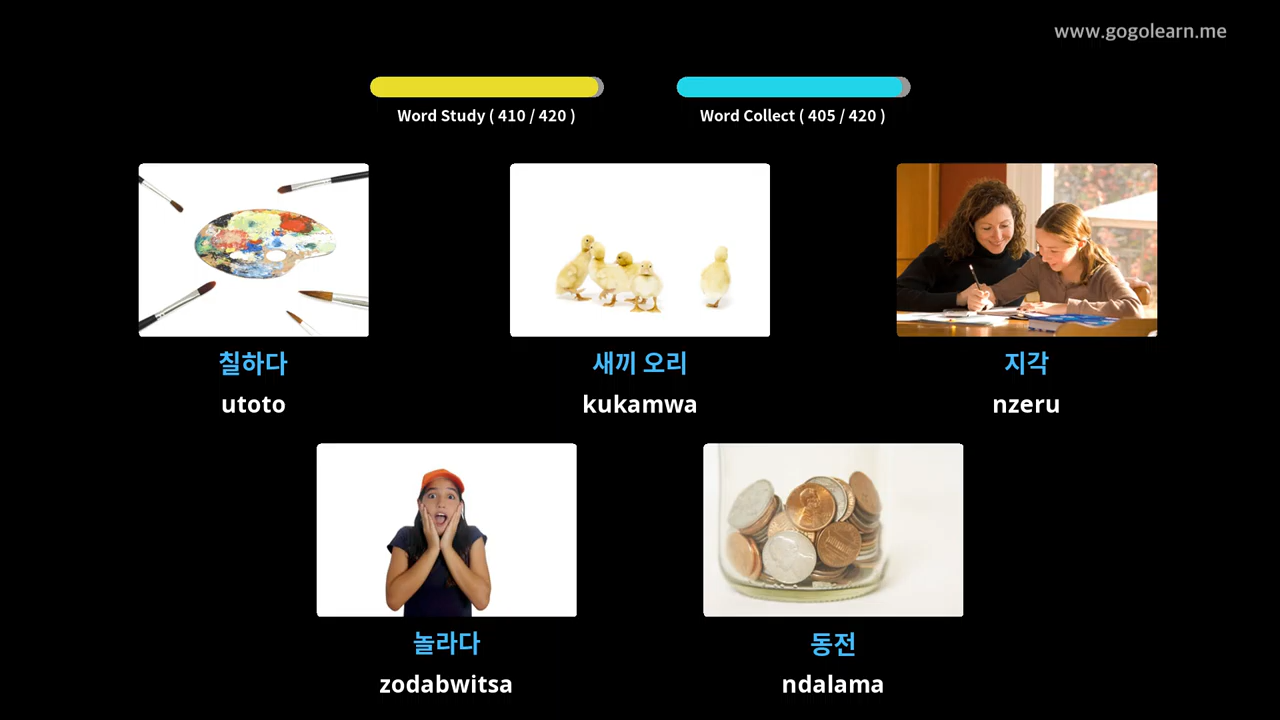 www.gogolearn.me
Word Study ( 410 / 420 )
Word Collect ( 405 / 420 )
칠하다
utoto
새끼 오리
kukamwa
지각
nzeru
놀라다
zodabwitsa
동전
ndalama